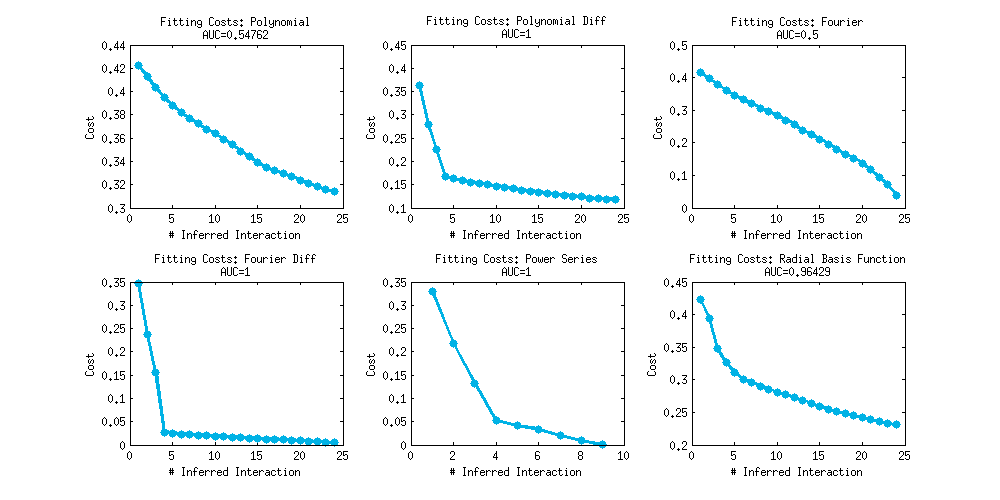 Fitting Costs: Polynomial
AUC=0.54762
0.44
0.42
0.4
0.38
0.36
0.34
0.32
0.3
Cost
0 5 10 15 20 25
# Inferred Interaction
Fitting Costs: Polynomial Diff
AUC=1
0.45
0.4
0.35
0.3
0.25
0.2
0.15
0.1
Cost
0 5 10 15 20 25
# Inferred Interaction
Fitting Costs: Fourier
AUC=0.5
0.5
0.4
0.3
0.2
0.1
0
Cost
0 5 10 15 20 25
# Inferred Interaction
Fitting Costs: Fourier Diff
AUC=1
0.35
0.3
0.25
0.2
0.15
0.1
0.05
0
Cost
0 5 10 15 20 25
# Inferred Interaction
Fitting Costs: Power Series
AUC=1
0.35
0.3
0.25
0.2
0.15
0.1
0.05
0
Cost
0 2 4 6 8 10
# Inferred Interaction
Fitting Costs: Radial Basis Function
AUC=0.96429
0.45
0.4
0.35
0.3
0.25
0.2
Cost
0 5 10 15 20 25
# Inferred Interaction